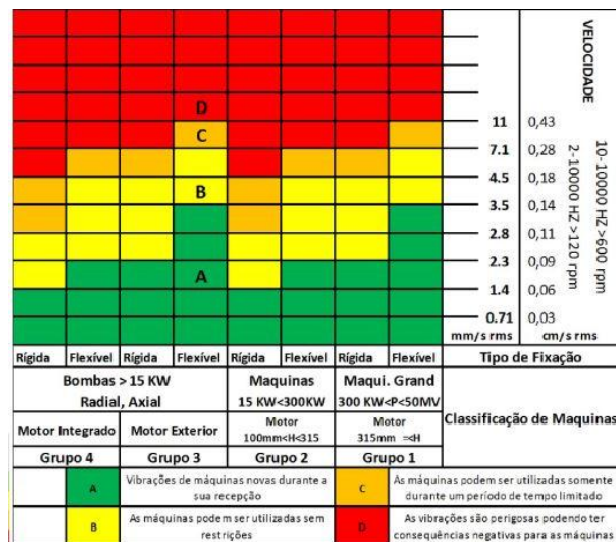 VELOCIDADE
10-10000 HZ >600 rpm
2-10000 HZ >120 rpm
D
11 0,43
C
7.1 0,28
4.5 0,18
B
3.5 0,14
2.8 0,11
2.3 0,09
A
1.4 0,06
0.71 0,03
mm/s rms cm/s rms
Rígida Flexível Rígida Flexível Rígida Flexível Rígida Flexível Tipo de Fixação
Bombas > 15 KW
Radial, Axial
Maquinas
15 KW<300KW
Maqui. Grand
300 KW<P<50MV
Classificação de Maquinas
Motor Integrado Motor Exterior
Motor
100mm<H<315
Motor
315mm =<H
Grupo 4 Grupo 3 Grupo 2 Grupo 1
A
Vibrações de máquinas novas durante a
sua recepção
C
As máquinas podem ser utilizadas somente
durante um período de tempo limitado
B
As máquinas podem ser utilizadas sem
restrições
D
As vibrações são perigosas podendo ter
consequências negativas para as máquinas